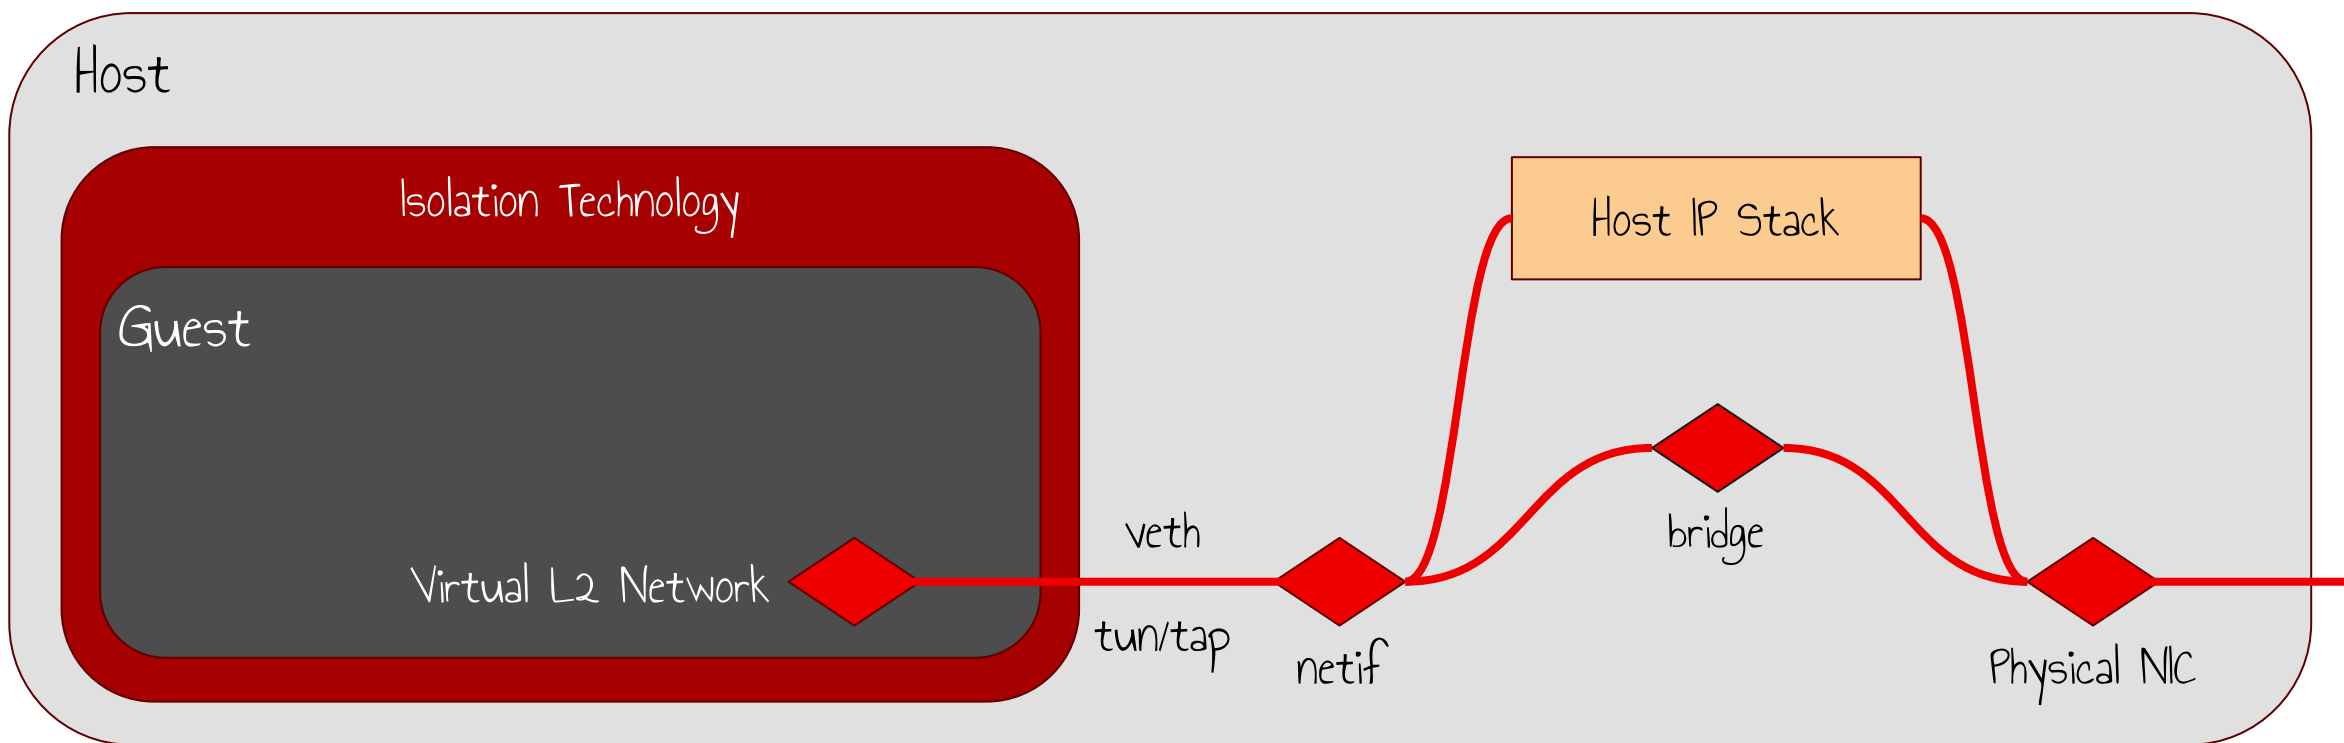 Host
Isolation Technology
Host IP Stack
Guest
veth
bridge
Virtual L2 Network
tun/tap
netif
Physical NIC